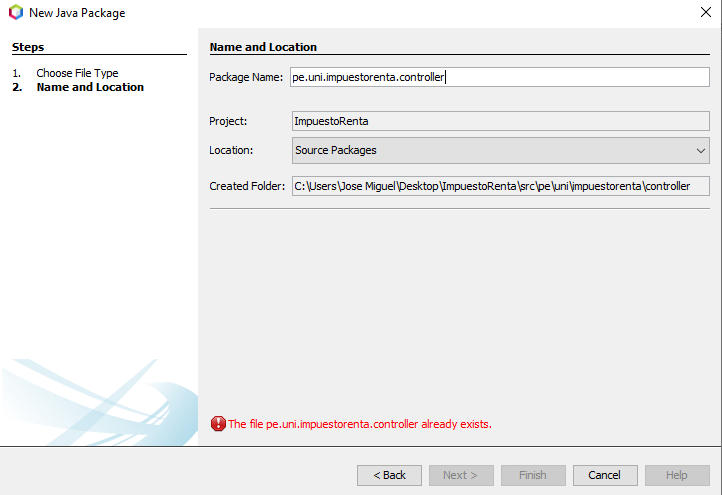 New Java Package
Steps
1. Choose File Type
2. Name and Location
Name and Location
Package Name: pe.uni.impuestorenta.controller
Project: ImpuestoRenta
Location: Source Packages
Created Folder: C:\Users\Jose Miguel\Desktop\ImpuestoRenta\src\pe\uni\impuestorenta\controller
The file pe.uni.impuestorenta.controller already exists.
< Back Next > Finish Cancel Help